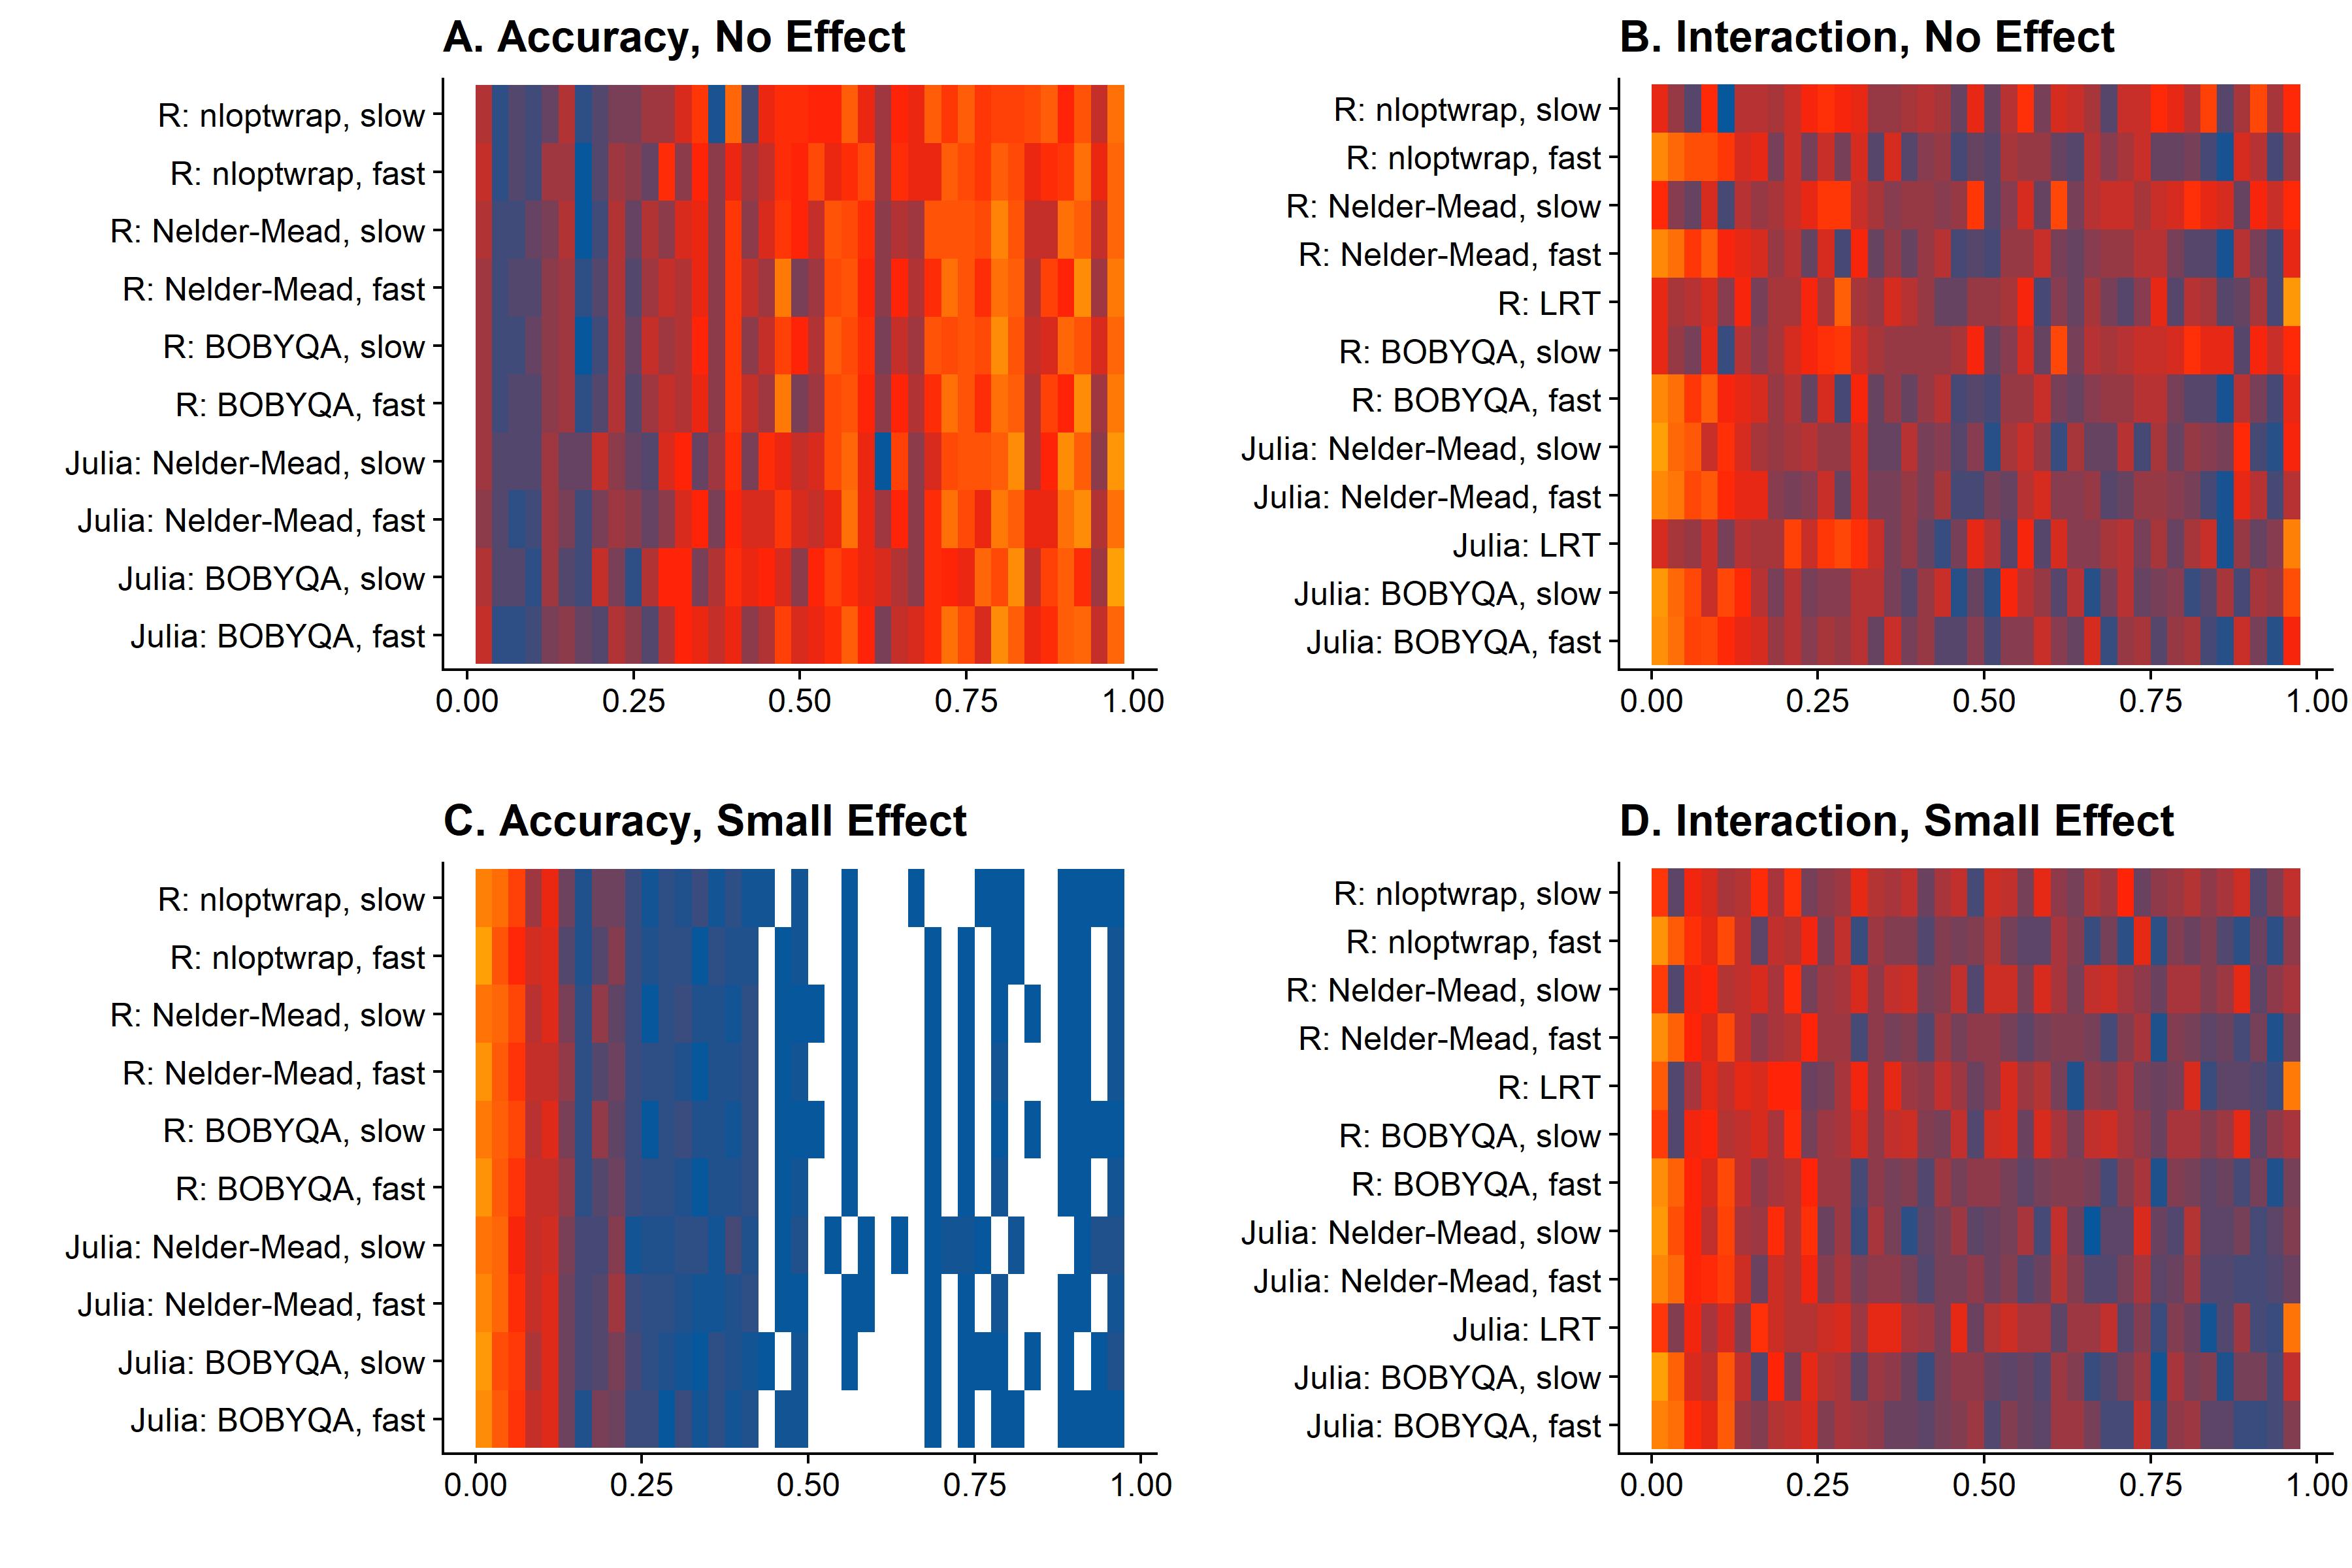 A. Accuracy, No Effect
R: nloptwrap, slow
R: nloptwrap, fast
R: Nelder-Mead, slow
R: Nelder-Mead, fast
R: BOBYQA, slow
R: BOBYQA, fast
Julia: Nelder-Mead, slow
Julia: Nelder-Mead, fast
Julia: BOBYQA, slow
Julia: BOBYQA, fast
0.00 0.25 0.50 0.75 1.00
B. Interaction, No Effect
R: nloptwrap, slow
R: nloptwrap, fast
R: Nelder-Mead, slow
R: Nelder-Mead, fast
R: LRT
R: BOBYQA, slow
R: BOBYQA, fast
Julia: Nelder-Mead, slow
Julia: Nelder-Mead, fast
Julia: LRT
Julia: BOBYQA, slow
Julia: BOBYQA, fast
0.00 0.25 0.50 0.75 1.00
C. Accuracy, Small Effect
R: nloptwrap, slow
R: nloptwrap, fast
R: Nelder-Mead, slow
R: Nelder-Mead, fast
R: BOBYQA, slow
R: BOBYQA, fast
Julia: Nelder-Mead, slow
Julia: Nelder-Mead, fast
Julia: BOBYQA, slow
Julia: BOBYQA, fast
0.00 0.25 0.50 0.75 1.00
D. Interaction, Small Effect
R: nloptwrap, slow
R: nloptwrap, fast
R: Nelder-Mead, slow
R: Nelder-Mead, fast
R: LRT
R: BOBYQA, slow
R: BOBYQA, fast
Julia: Nelder-Mead, slow
Julia: Nelder-Mead, fast
Julia: LRT
Julia: BOBYQA, slow
Julia: BOBYQA, fast
0.00 0.25 0.50 0.75 1.00